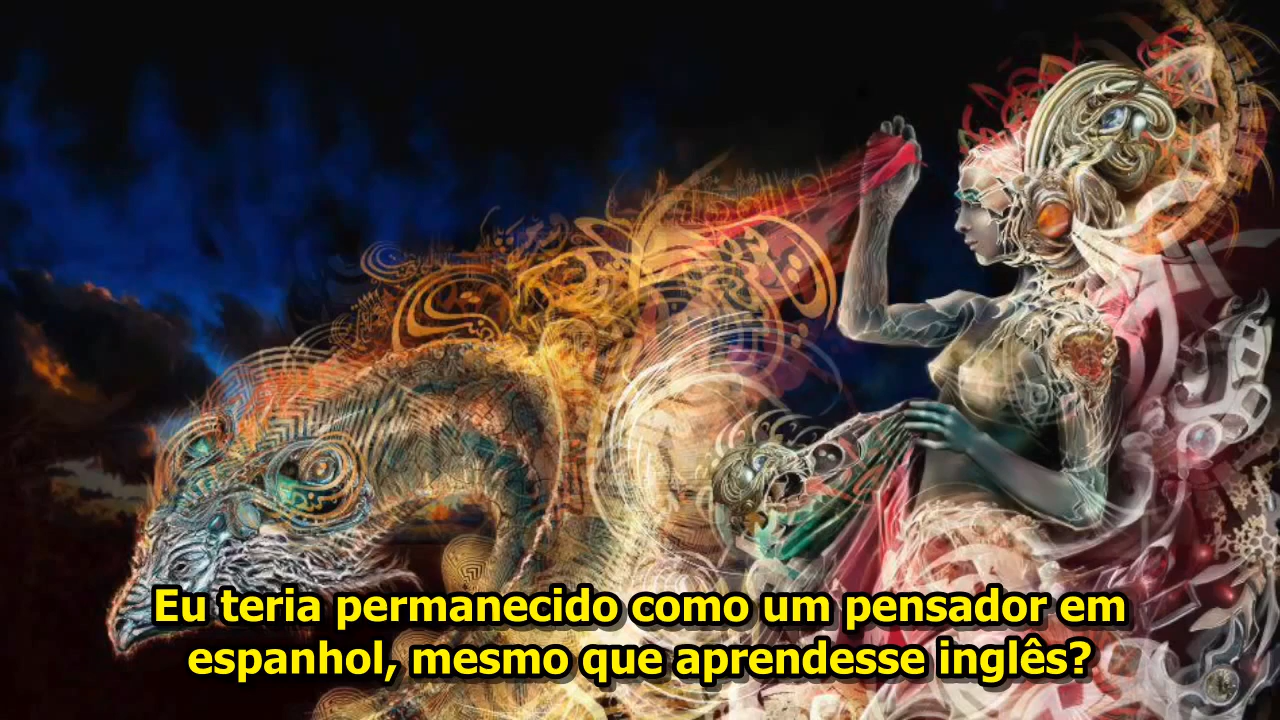 Eu teria permanecido como um pensador em
espanhol, mesmo que aprendesse inglês?